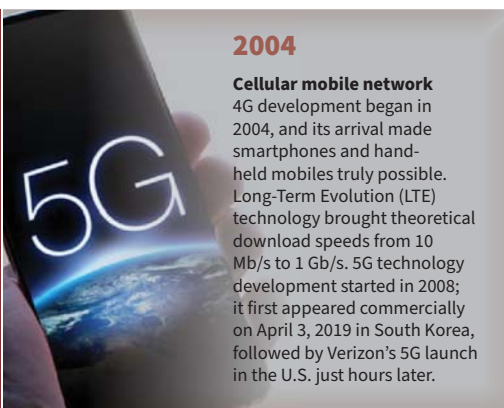 5G
2004
Cellular mobile network
4G development began in
2004, and its arrival made
smartphones and hand-
held mobiles truly possible.
Long-Term Evolution (LTE)
technology brought theoretical
download speeds from 10
Mb/s to 1 Gb/s. 5G technology
development started in 2008;
it first appeared commercially
on April 3, 2019 in South Korea,
followed by Verizon’s 5G launch
in the U.S. just hours later.